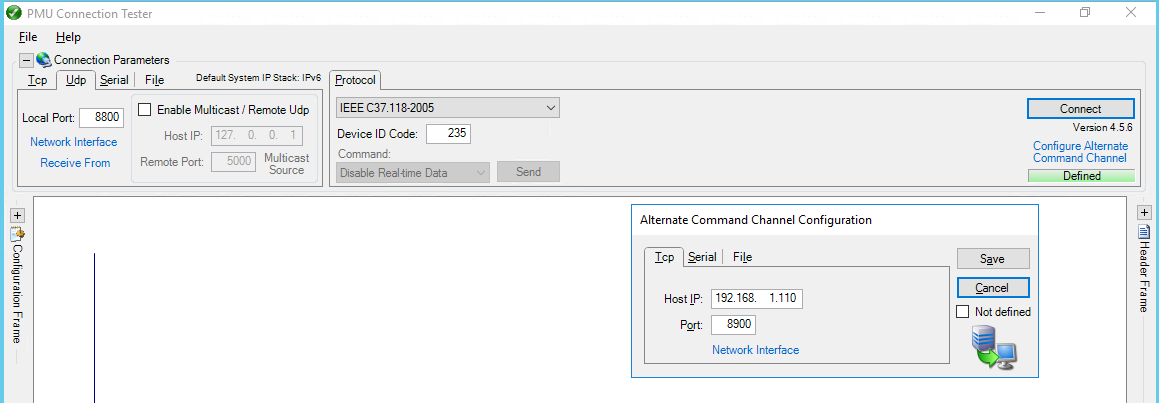 PMU Connection Tester
File Help
Connection Parameters
Tcp Udp Serial File Default System IP Stack: IPv6
Local Port: 8800
Network Interface
Receive From
Enable Multicast / Remote Udp
Host IP: 127. 0. 0. 1
Remote Port: 5000
Multicast
Source
Protocol
IEEE C37.118-2005
Device ID Code: 235
Command:
Disable Real-time Data Send
Connect
Version 4.5.6
Configure Alternate
Command Channel
Defined
Configuration Frame
Alternate Command Channel Configuration
Tcp Serial File
Host IP: 192.168. 1.110
Port: 8900
Network Interface
Save
Cancel
Not defined
Header Frame